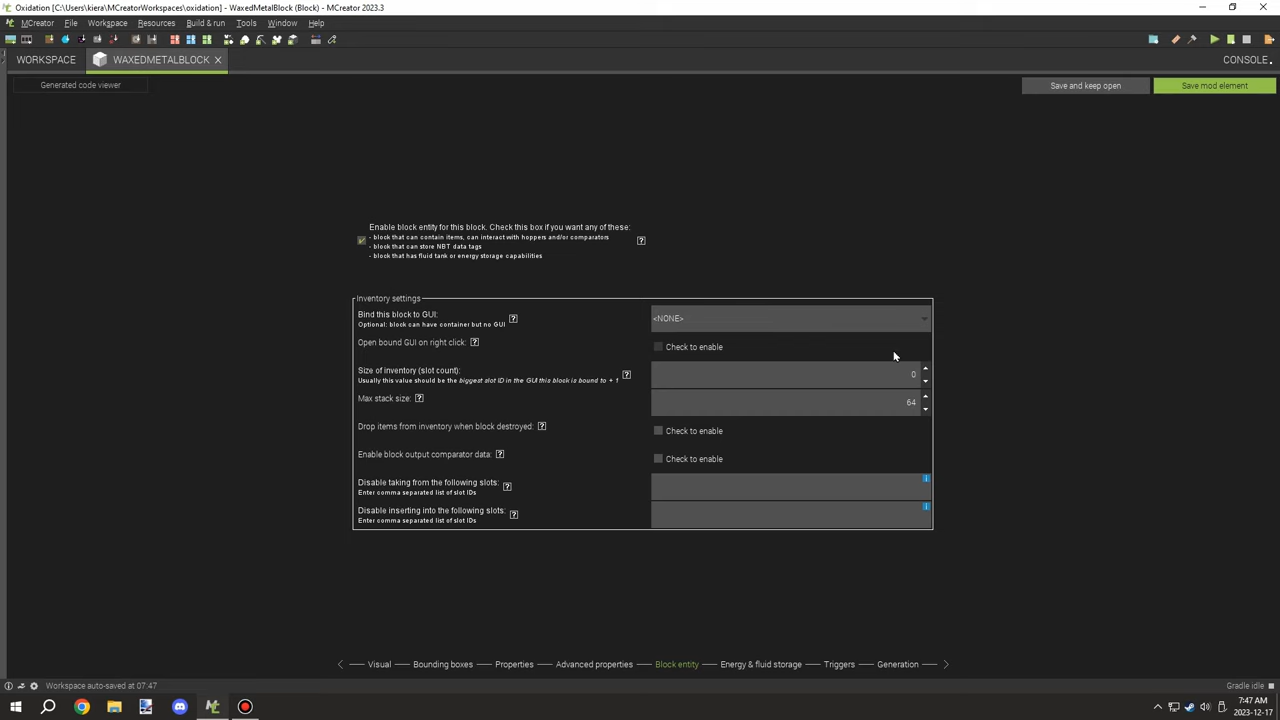 Oxidation [C:\Users\kiera\MCreatorWorkspaces\oxidation] - WaxedMetalBlock (Block) - MCreator 2023.3
MCreator File Workspace Resources Build & run Tools Window Help
WORKSPACE WAXEDMETALBLOCK CONSOLE
Generated code viewer Save and keep open Save mod element
Enable block entity for this block. Check this box if you want any of these:
- block that can contain items, can interact with hoppers and/or comparators
- block that can store NBT data tags
- block that has fluid tank or energy storage capabilities
?
Inventory settings
Bind this block to GUI: ? <NONE>
Optional: block can have container but no GUI
Open bound GUI on right click: ? Check to enable
Size of inventory (slot count): ? 0
Usually this value should be the biggest slot ID in the GUI this block is bound to + 1
Max stack size: ? 64
Drop items from inventory when block destroyed: ? Check to enable
Enable block output comparator data: ? Check to enable
Disable taking from the following slots: ?
Enter comma separated list of slot IDs
Disable inserting into the following slots: ?
Enter comma separated list of slot IDs
Visual Bounding boxes Properties Advanced properties Block entity Energy & fluid storage Triggers Generation
Workspace auto-saved at 07:47 Gradle idle
7:47 AM
2023-12-17